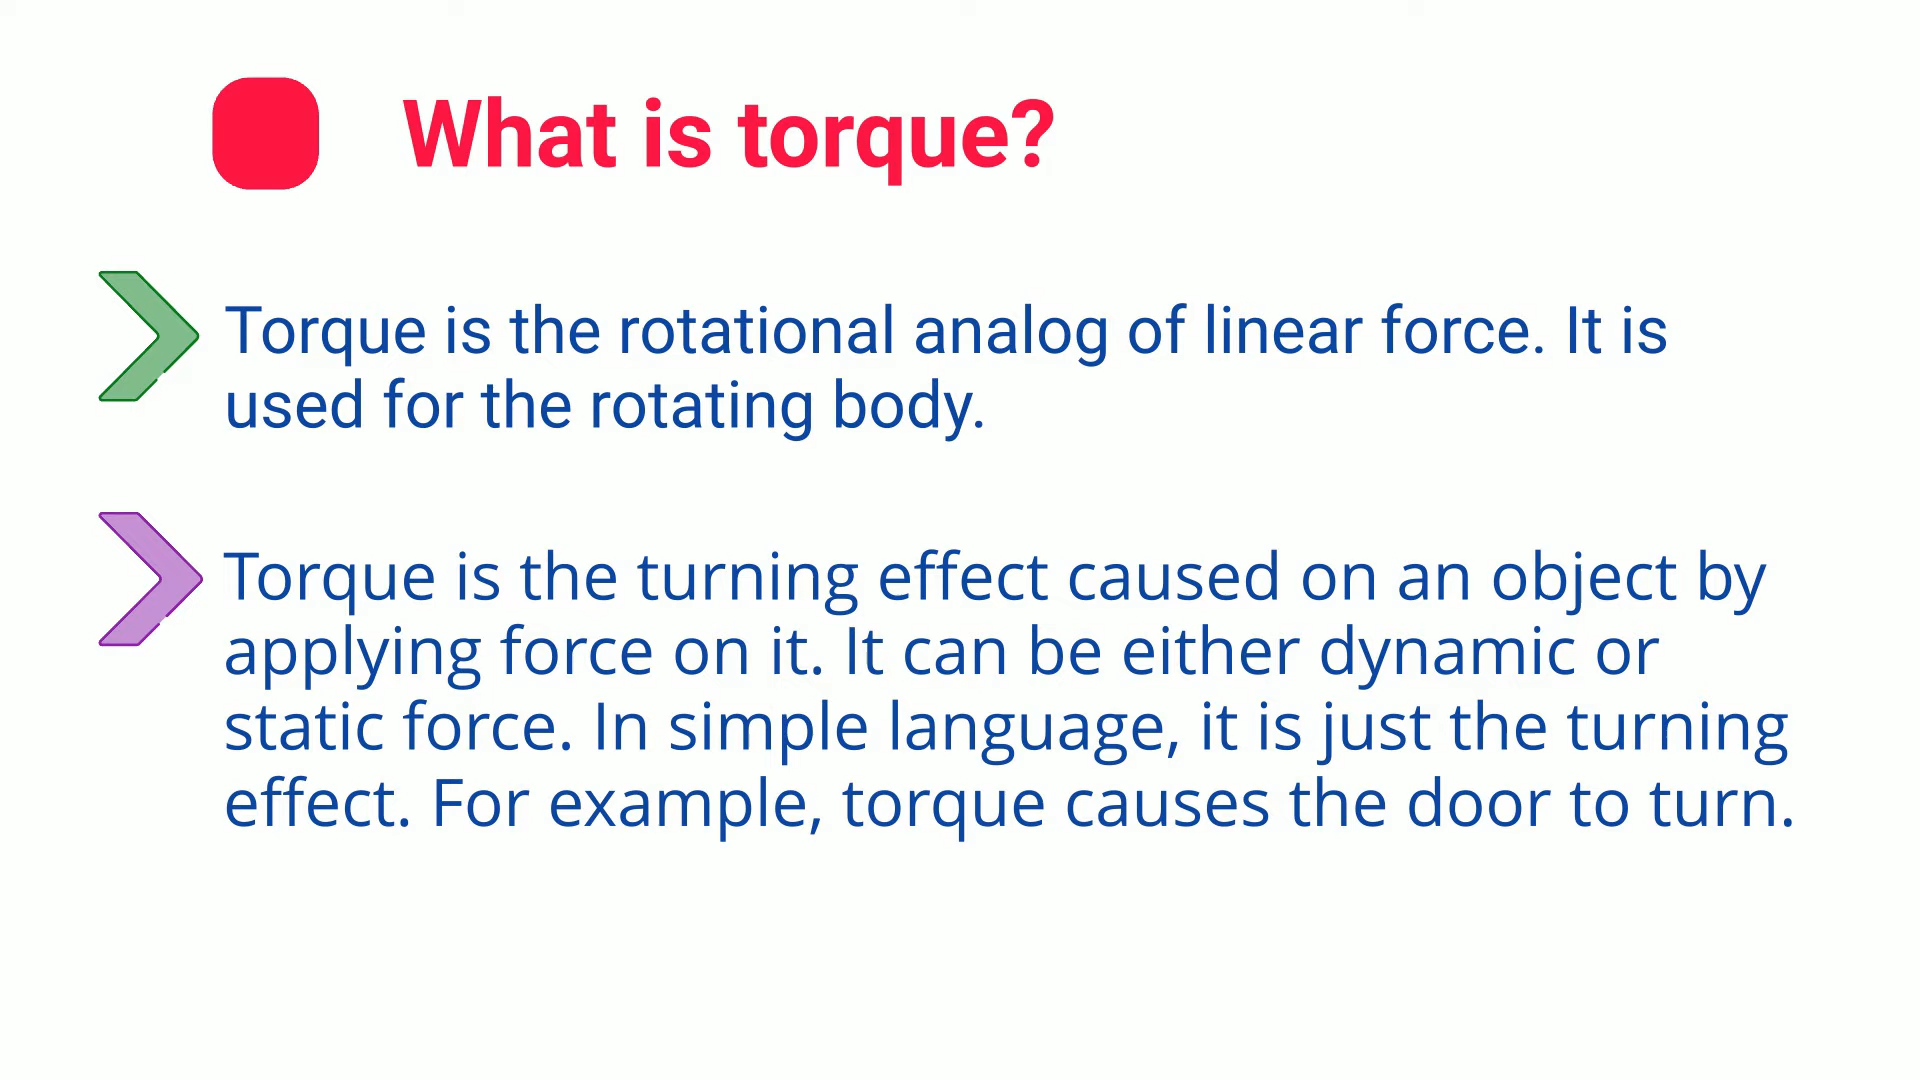 What is torque?
Torque is the rotational analog of linear force. It is
used for the rotating body.
Torque is the turning effect caused on an object by
applying force on it. It can be either dynamic or
static force. In simple language, it is just the turning
effect. For example, torque causes the door to turn.